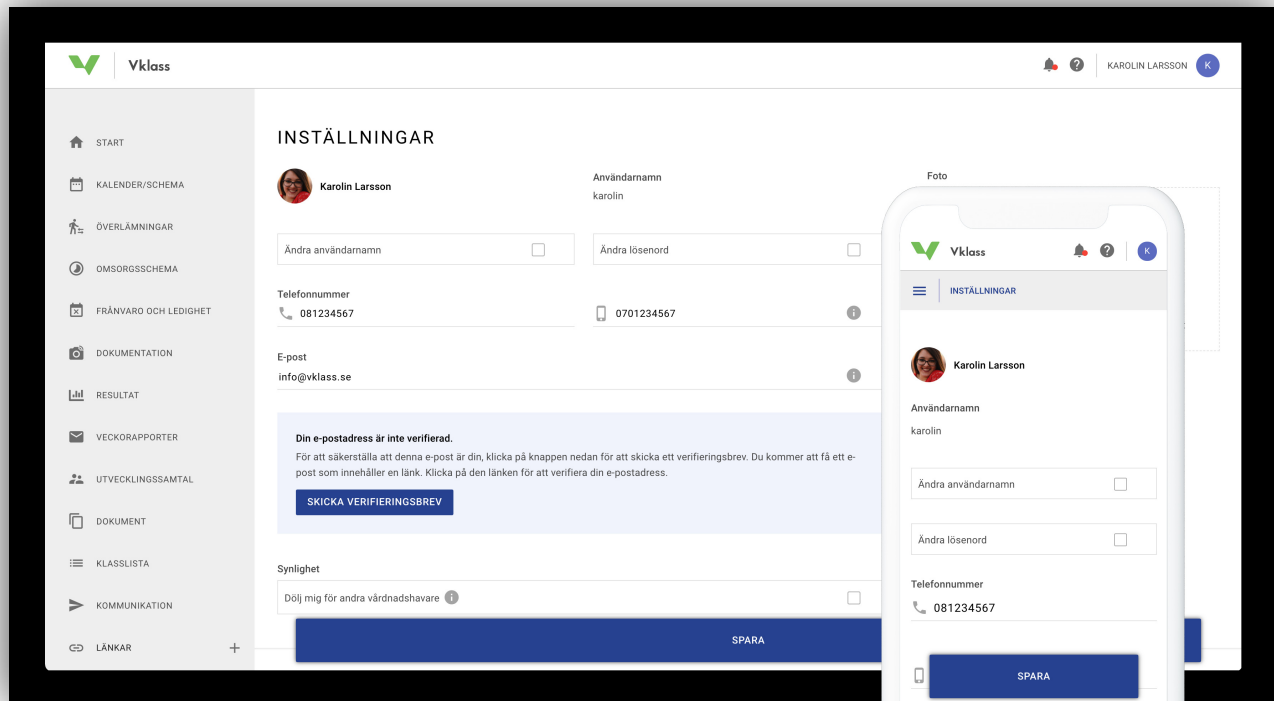 Vklass
KAROLIN LARSSON
K
START
KALENDER/SCHEMA
ÖVERLÄMNINGAR
OMSORGSSCHEMA
FRÅNVARO OCH LEDIGHET
DOKUMENTATION
RESULTAT
VECKORAPPORTER
UTVECKLINGSSAMTAL
DOKUMENT
KLASSLISTA
KOMMUNIKATION
LÄNKAR
INSTÄLLNINGAR
Karolin Larsson
Användarnamn
karolin
Foto
Ändra användarnamn
Ändra lösenord
Telefonnummer
081234567
0701234567
E-post
info@vklass.se
Din e-postadress är inte verifierad.
För att säkerställa att denna e-post är din, klicka på knappen nedan för att skicka ett verifieringsbrev. Du kommer att få ett e-
post som innehåller en länk. Klicka på den länken för att verifiera din e-postadress.
SKICKA VERIFIERINGSBREV
Synlighet
Dölj mig för andra vårdnadshavare
SPARA
Vklass
K
INSTÄLLNINGAR
Karolin Larsson
Användarnamn
karolin
Ändra användarnamn
Ändra lösenord
Telefonnummer
081234567
SPARA